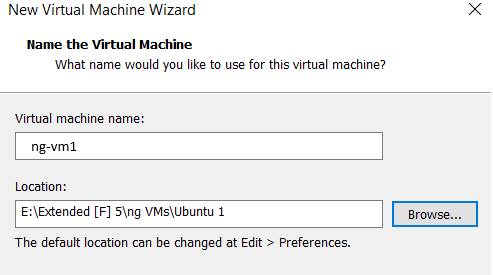 New Virtual Machine Wizard
Name the Virtual Machine
What name would you like to use for this virtual machine?
Virtual machine name:
ng-vm1
Location:
E:\Extended [F] 5\ng VMs\Ubuntu 1
Browse...
The default location can be changed at Edit > Preferences.